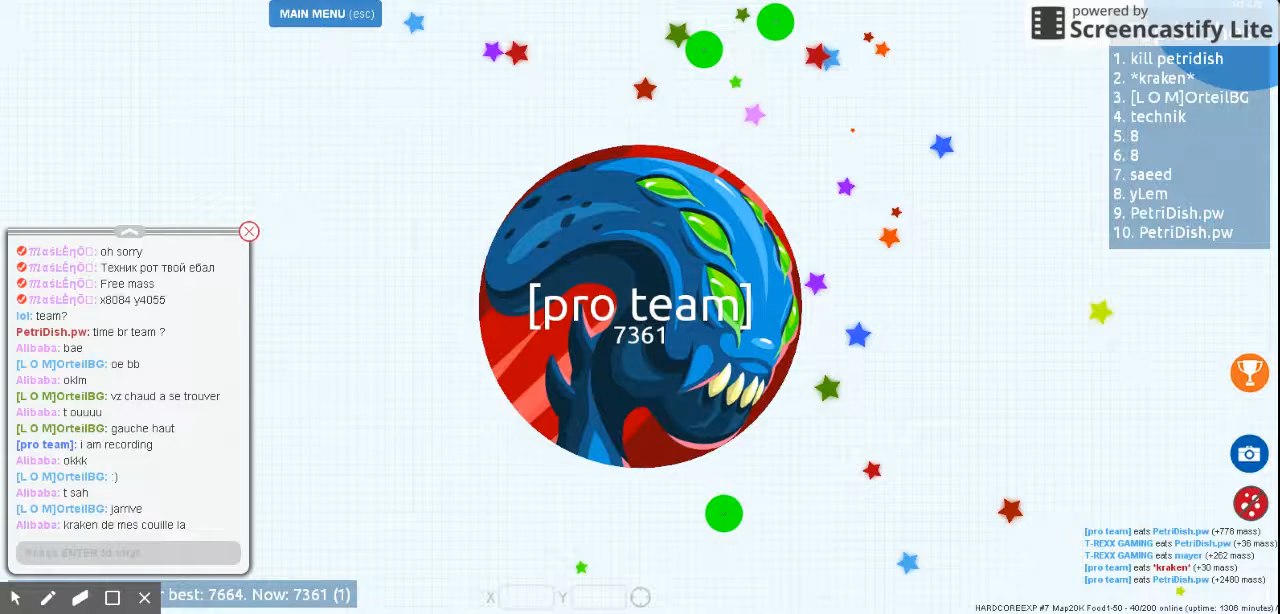 MAIN MENU (esc)
powered by
Screencastify Lite
1. kill petridish
2. *kraken*
3. [L O M]OrteilBG
4. technik
5. 8
6. 8
7. saeed
8. yLem
9. PetriDish.pw
10. PetriDish.pw
oh sorry
Техник рот твой ебал
Free mass
x8084 y4055
lol: team?
PetriDish.pw: time br team ?
Alibaba: bae
[L O M]OrteilBG: oe bb
Alibaba: oklm
[L O M]OrteilBG: vz chaud a se trouver
Alibaba: t ouuuu
[L O M]OrteilBG: gauche haut
[pro team]: i am recording
Alibaba: okkk
[L O M]OrteilBG: :)
Alibaba: t sah
[L O M]OrteilBG: jarrive
Alibaba: kraken de mes couille la
Press ENTER to chat
[pro team]
7361
best: 7664. Now: 7361 (1)
X
Y
[pro team] eats PetriDish.pw (+776 mass)
T-REXX GAMING eats PetriDish.pw (+36 mass)
T-REXX GAMING eats mayer (+262 mass)
[pro team] eats *kraken* (+30 mass)
[pro team] eats PetriDish.pw (+2480 mass)
HARDCOREEXP #7 Map20K Food1-50 - 40/200 online (uptime: 1306 minutes)